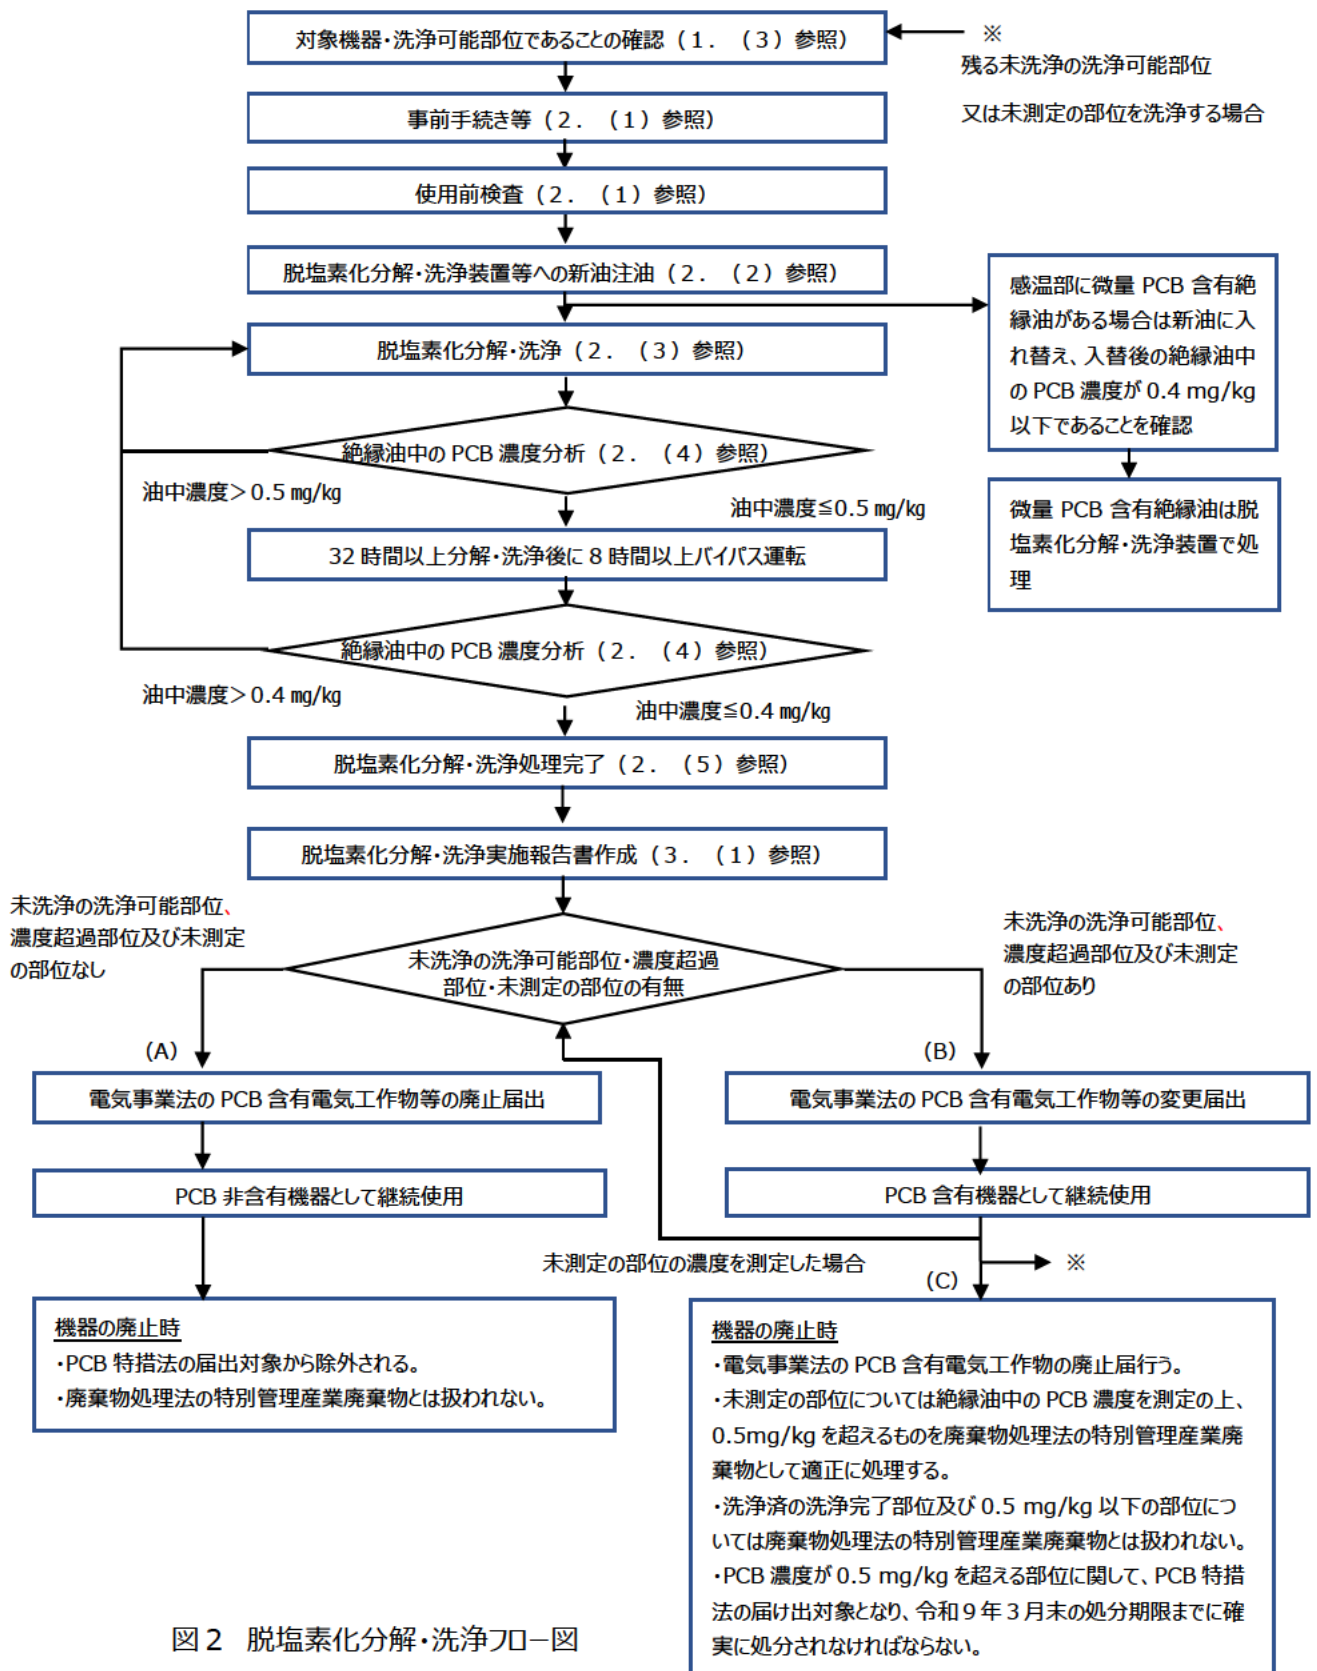 対象機器・洗浄可能部位であることの確認（１．（３）参照）
※
残る未洗浄の洗浄可能部位
又は未測定の部位を洗浄する場合
事前手続き等（２．（１）参照）
使用前検査（２．（１）参照）
脱塩素化分解・洗浄装置等への新油注油（２．（２）参照）
感温部に微量 PCB 含有絶
縁油がある場合は新油に入
れ替え、入替後の絶縁油中
の PCB 濃度が 0.4 mg/kg
以下であることを確認
脱塩素化分解・洗浄（２．（３）参照）
絶縁油中の PCB 濃度分析（２．（４）参照）
油中濃度＞0.5 mg/kg
油中濃度≦0.5 mg/kg
微量 PCB 含有絶縁油は脱
塩素化分解・洗浄装置で処
理
32 時間以上分解・洗浄後に 8 時間以上バイパス運転
絶縁油中の PCB 濃度分析（２．（４）参照）
油中濃度＞0.4 mg/kg
油中濃度≦0.4 mg/kg
脱塩素化分解・洗浄処理完了（２．（５）参照）
脱塩素化分解・洗浄実施報告書作成（３．（１）参照）
未洗浄の洗浄可能部位、
濃度超過部位及び未測定
の部位なし
未洗浄の洗浄可能部位・濃度超過
部位・未測定の部位の有無
未洗浄の洗浄可能部位、
濃度超過部位及び未測定
の部位あり
（A）
（B）
電気事業法の PCB 含有電気工作物等の廃止届出
電気事業法の PCB 含有電気工作物等の変更届出
PCB 非含有機器として継続使用
PCB 含有機器として継続使用
未測定の部位の濃度を測定した場合
※
（C）
機器の廃止時
・PCB 特措法の届出対象から除外される。
・廃棄物処理法の特別管理産業廃棄物とは扱われない。
機器の廃止時
・電気事業法の PCB 含有電気工作物の廃止届行う。
・未測定の部位については絶縁油中の PCB 濃度を測定の上、
0.5mg/kg を超えるものを廃棄物処理法の特別管理産業廃
棄物として適正に処理する。
・洗浄済の洗浄完了部位及び 0.5 mg/kg 以下の部位につ
いては廃棄物処理法の特別管理産業廃棄物とは扱われない。
・PCB 濃度が 0.5 mg/kg を超える部位に関して、PCB 特措
法の届け出対象となり、令和９年３月末の処分期限までに確
実に処分されなければならない。
図２ 脱塩素化分解・洗浄フロー図